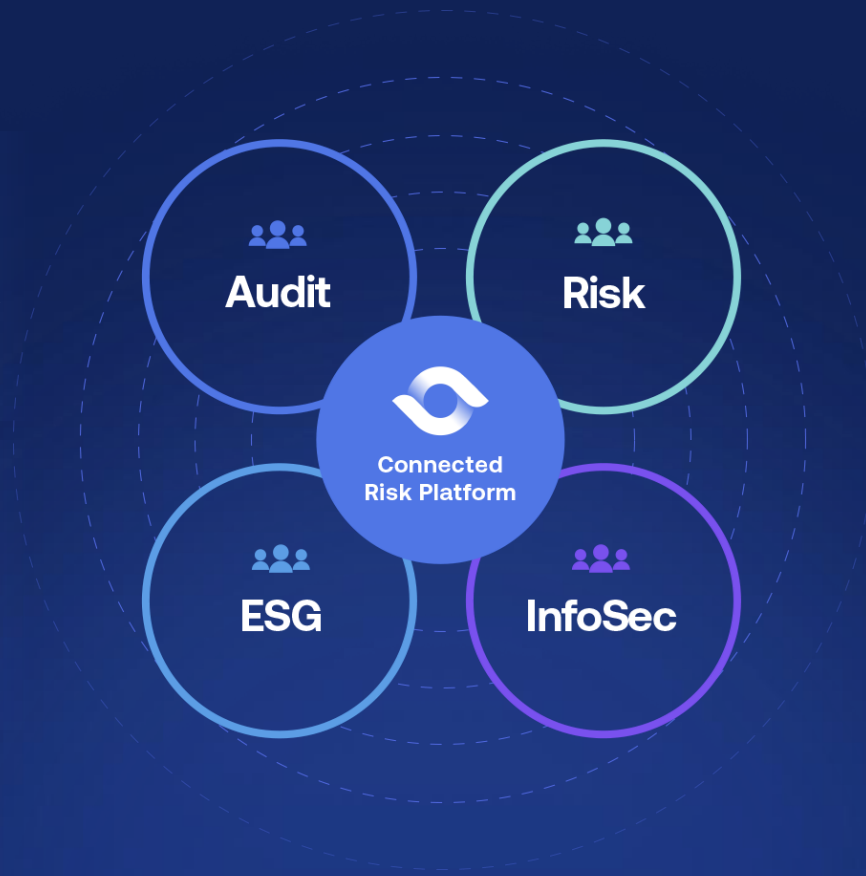 Audit
Risk
Connected
Risk Platform
ESG
InfoSec